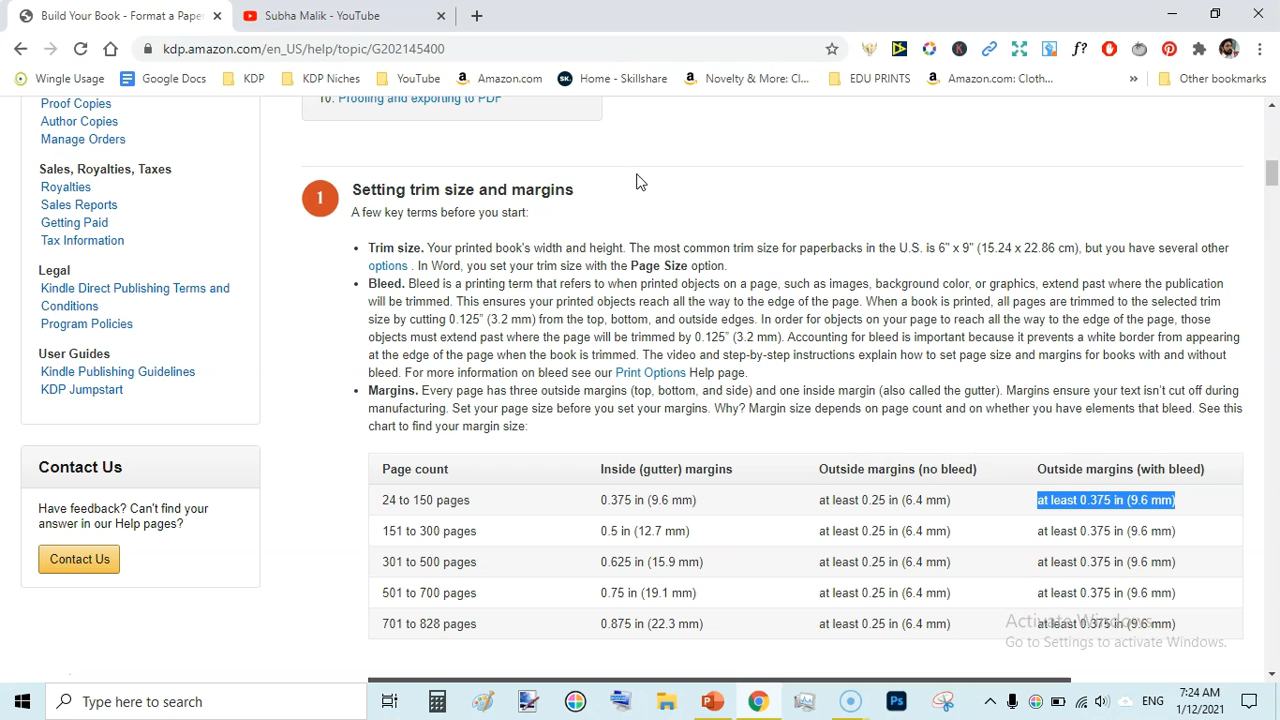 Build Your Book - Format a Paper
Subha Malik - YouTube
kdp.amazon.com/en_US/help/topic/G202145400
Wingle Usage
Google Docs
KDP
KDP Niches
YouTube
Amazon.com
Home - Skillshare
Novelty & More: Cl...
EDU PRINTS
Amazon.com: Cloth...
»
Other bookmarks
Proof Copies
Author Copies
Manage Orders
Sales, Royalties, Taxes
Royalties
Sales Reports
Getting Paid
Tax Information
Legal
Kindle Direct Publishing Terms and
Conditions
Program Policies
User Guides
Kindle Publishing Guidelines
KDP Jumpstart
Contact Us
Have feedback? Can't find your
answer in our Help pages?
Contact Us
10. Proofing and exporting to PDF
1
Setting trim size and margins
A few key terms before you start:
• Trim size. Your printed book's width and height. The most common trim size for paperbacks in the U.S. is 6" x 9" (15.24 x 22.86 cm), but you have several other
options . In Word, you set your trim size with the Page Size option.
• Bleed. Bleed is a printing term that refers to when printed objects on a page, such as images, background color, or graphics, extend past where the publication
will be trimmed. This ensures your printed objects reach all the way to the edge of the page. When a book is printed, all pages are trimmed to the selected trim
size by cutting 0.125" (3.2 mm) from the top, bottom, and outside edges. In order for objects on your page to reach all the way to the edge of the page, those
objects must extend past where the page will be trimmed by 0.125" (3.2 mm). Accounting for bleed is important because it prevents a white border from appearing
at the edge of the page when the book is trimmed. The video and step-by-step instructions explain how to set page size and margins for books with and without
bleed. For more information on bleed see our Print Options Help page.
• Margins. Every page has three outside margins (top, bottom, and side) and one inside margin (also called the gutter). Margins ensure your text isn't cut off during
manufacturing. Set your page size before you set your margins. Why? Margin size depends on page count and on whether you have elements that bleed. See this
chart to find your margin size:
Page count Inside (gutter) margins Outside margins (no bleed) Outside margins (with bleed)
24 to 150 pages 0.375 in (9.6 mm) at least 0.25 in (6.4 mm) at least 0.375 in (9.6 mm)
151 to 300 pages 0.5 in (12.7 mm) at least 0.25 in (6.4 mm) at least 0.375 in (9.6 mm)
301 to 500 pages 0.625 in (15.9 mm) at least 0.25 in (6.4 mm) at least 0.375 in (9.6 mm)
501 to 700 pages 0.75 in (19.1 mm) at least 0.25 in (6.4 mm) at least 0.375 in (9.6 mm)
701 to 828 pages 0.875 in (22.3 mm) at least 0.25 in (6.4 mm) at least 0.375 in (9.6 mm)
Activate Windows
Go to Settings to activate Windows.
Type here to search
ENG
7:24 AM
1/12/2021